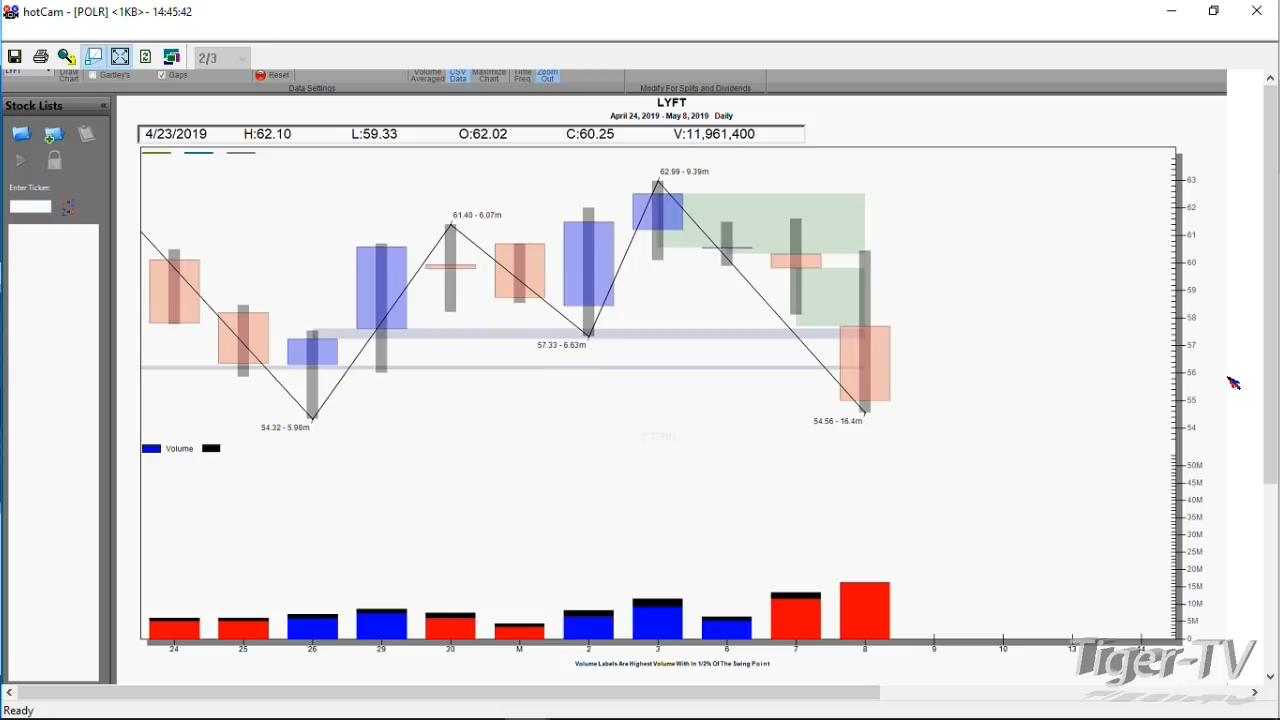 hotCam - [POLR] <1KB> - 14:45:42
2/3
LYFT Draw Chart Gartley's Gaps Reset Volume Averaged CSV Data Maximize Chart Time Freq Zoom Out
Data Settings Modify For Splits and Dividends
Stock Lists «
LYFT
April 24, 2019 - May 8, 2019 Daily
4/23/2019 H:62.10 L:59.33 O:62.02 C:60.25 V:11,961,400
Enter Ticker:
62.99 - 9.39m
61.40 - 6.07m
57.33 - 6.63m
54.32 - 5.98m
54.56 - 16.4m
63
62
61
60
59
58
57
56
55
54
Volume
50M
45M
40M
35M
30M
25M
20M
15M
10M
5M
0
24 25 26 29 30 M 2 3 6 7 8 9 10 13 14
Volume Labels Are Highest Volume With In 1/2% Of The Swing Point
Tiger-TV
Ready